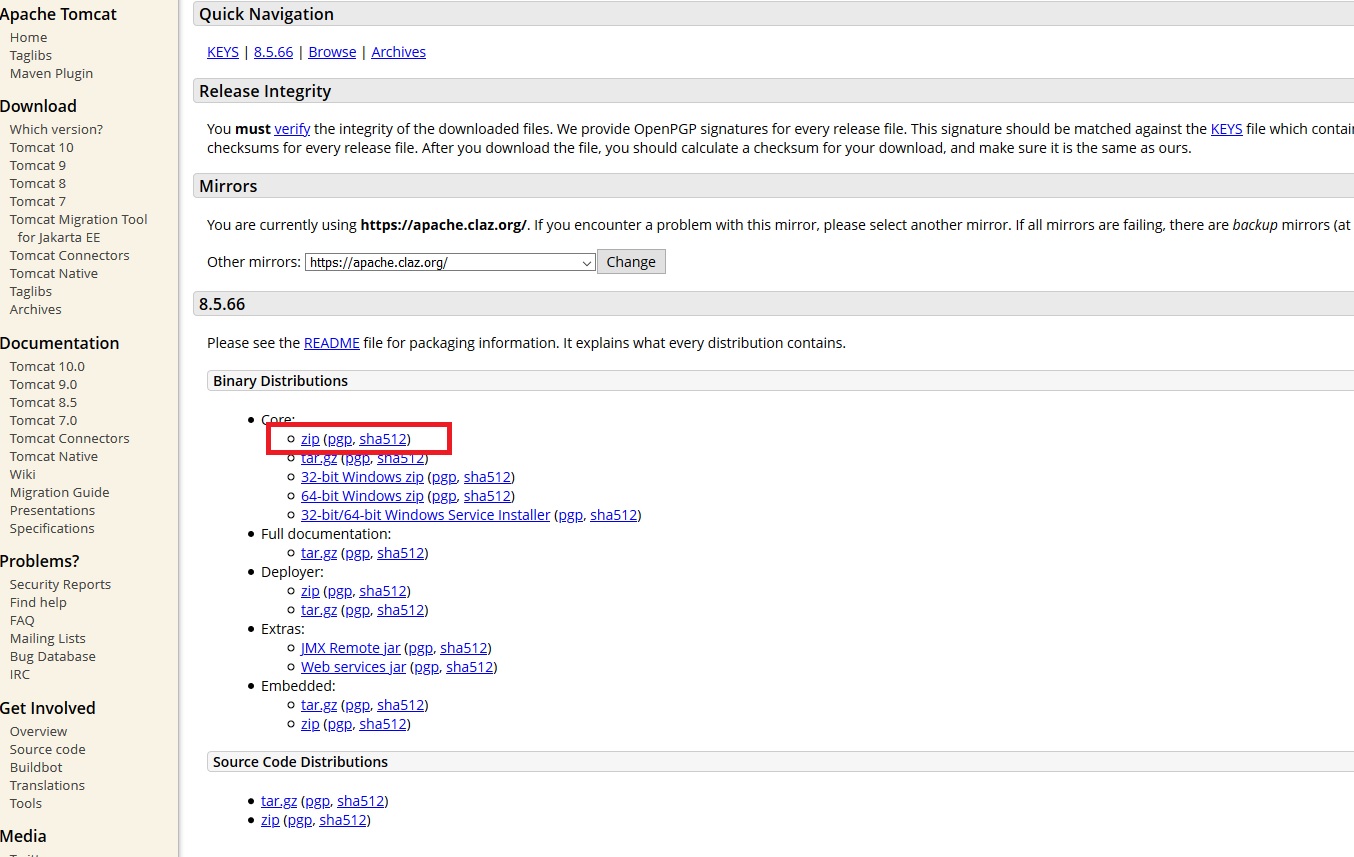 Apache Tomcat
Home
Taglibs
Maven Plugin
Download
Which version?
Tomcat 10
Tomcat 9
Tomcat 8
Tomcat 7
Tomcat Migration Tool
for Jakarta EE
Tomcat Connectors
Tomcat Native
Taglibs
Archives
Documentation
Tomcat 10.0
Tomcat 9.0
Tomcat 8.5
Tomcat 7.0
Tomcat Connectors
Tomcat Native
Wiki
Migration Guide
Presentations
Specifications
Problems?
Security Reports
Find help
FAQ
Mailing Lists
Bug Database
IRC
Get Involved
Overview
Source code
Buildbot
Translations
Tools
Media
Quick Navigation
KEYS | 8.5.66 | Browse | Archives
Release Integrity
You must verify the integrity of the downloaded files. We provide OpenPGP signatures for every release file. This signature should be matched against the KEYS file which contai
checksums for every release file. After you download the file, you should calculate a checksum for your download, and make sure it is the same as ours.
Mirrors
You are currently using https://apache.claz.org/. If you encounter a problem with this mirror, please select another mirror. If all mirrors are failing, there are backup mirrors (at
Other mirrors: https://apache.claz.org/ Change
8.5.66
Please see the README file for packaging information. It explains what every distribution contains.
Binary Distributions
Core:
zip (pgp, sha512)
tar.gz (pgp, sha512)
32-bit Windows zip (pgp, sha512)
64-bit Windows zip (pgp, sha512)
32-bit/64-bit Windows Service Installer (pgp, sha512)
Full documentation:
tar.gz (pgp, sha512)
Deployer:
zip (pgp, sha512)
tar.gz (pgp, sha512)
Extras:
JMX Remote jar (pgp, sha512)
Web services jar (pgp, sha512)
Embedded:
tar.gz (pgp, sha512)
zip (pgp, sha512)
Source Code Distributions
tar.gz (pgp, sha512)
zip (pgp, sha512)